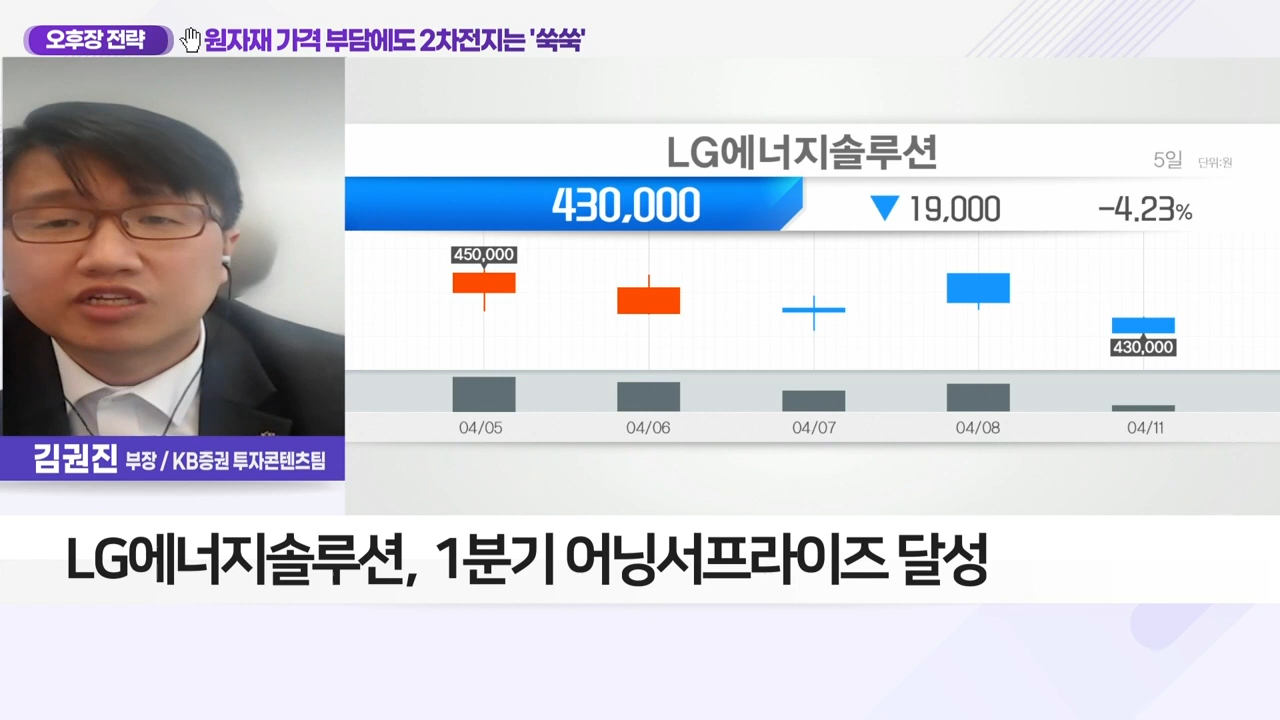 오후장 전략 원자재 가격 부담에도 2차전지는 '쑥쑥'
LG에너지솔루션
5일 단위:원
430,000 ▼ 19,000 -4.23%
450,000
430,000
04/05 04/06 04/07 04/08 04/11
김권진 부장 / KB증권 투자콘텐츠팀
LG에너지솔루션, 1분기 어닝서프라이즈 달성